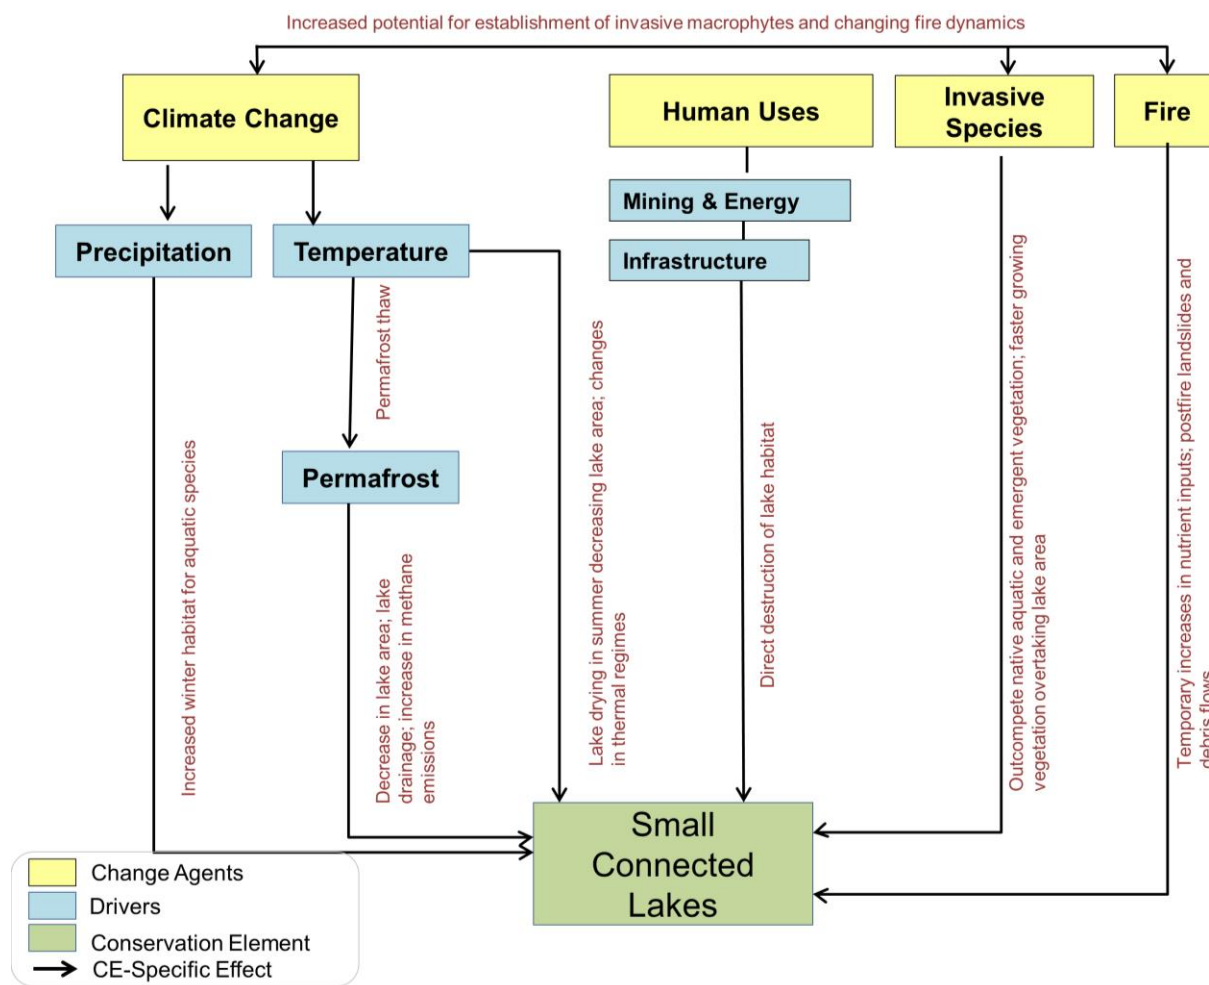 Increased potential for establishment of invasive macrophytes and changing fire dynamics
Climate Change
Human Uses
Invasive
Species
Fire
Mining & Energy
Precipitation
Temperature
Infrastructure
Permafrost thaw
Permafrost
Increased winter habitat for aquatic species
Decrease in lake area; lake
drainage; increase in methane
emissions
Lake drying in summer decreasing lake area; changes
in thermal regimes
Direct destruction of lake habitat
Outcompete native aquatic and emergent vegetation; faster growing
vegetation overtaking lake area
Temporary increases in nutrient inputs; postfire landslides and
debris flows
Small
Connected
Lakes
Change Agents
Drivers
Conservation Element
CE-Specific Effect